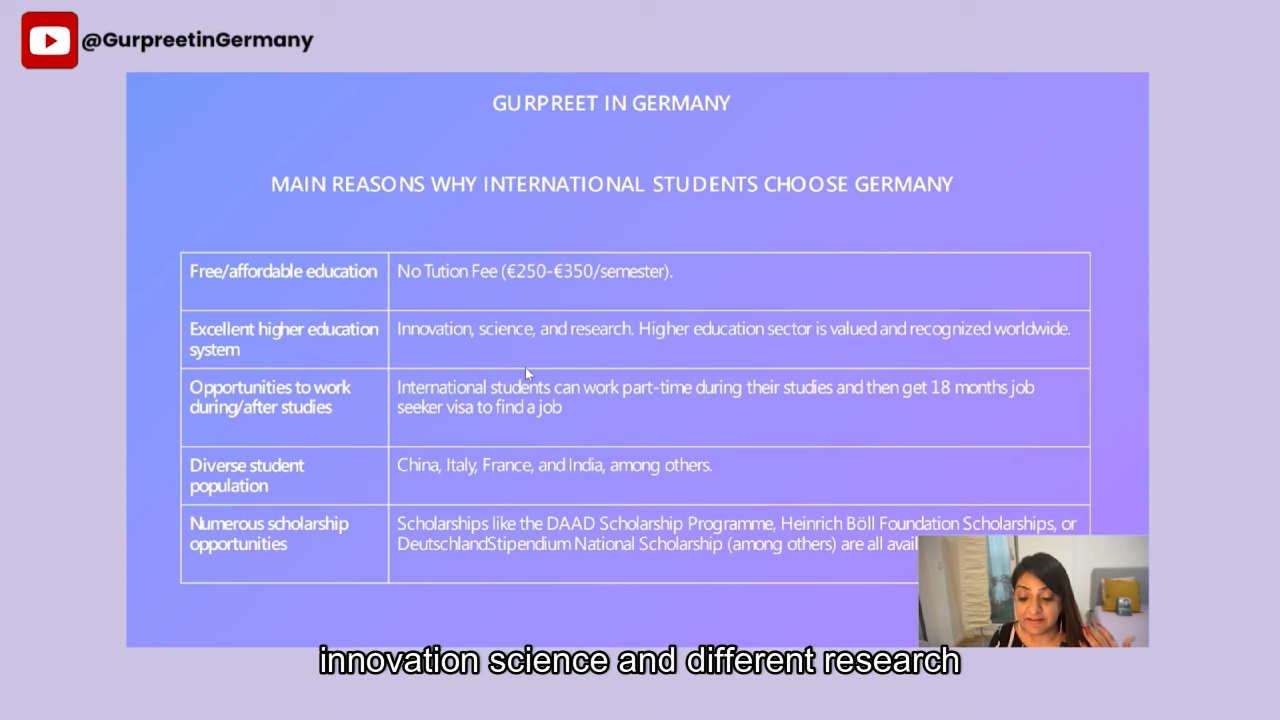 @GurpreetinGermany
GURPREET IN GERMANY
MAIN REASONS WHY INTERNATIONAL STUDENTS CHOOSE GERMANY
Free/affordable education
No Tution Fee (€250-€350/semester).
Excellent higher education
system
Innovation, science, and research. Higher education sector is valued and recognized worldwide.
Opportunities to work
during/after studies
International students can work part-time during their studies and then get 18 months job
seeker visa to find a job
Diverse student
population
China, Italy, France, and India, among others.
Numerous scholarship
opportunities
Scholarships like the DAAD Scholarship Programme, Heinrich Böll Foundation Scholarships, or
DeutschlandStipendium National Scholarship (among others) are all
innovation science and different research